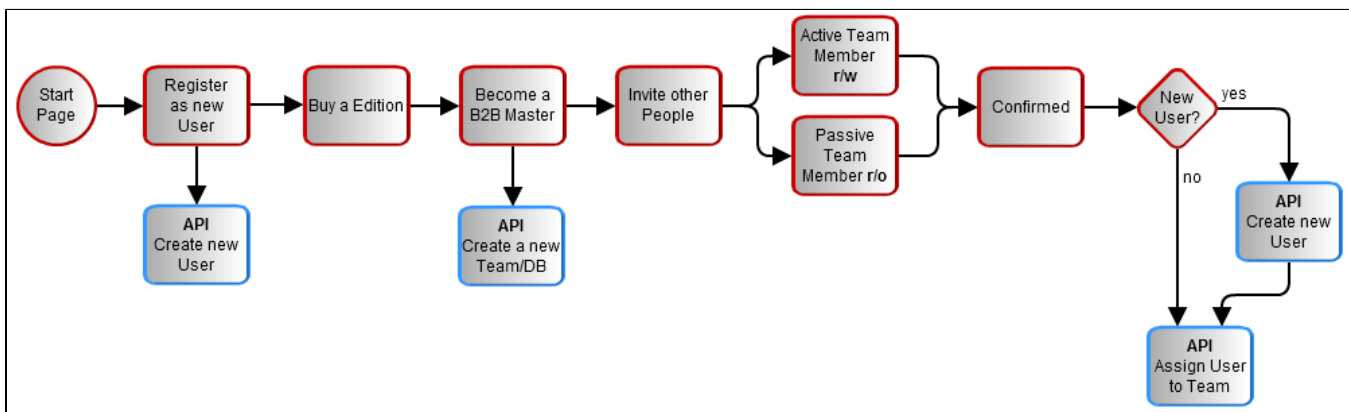 Start
Page
Register
as new
User
Buy a Edition
Become a
B2B Master
Invite other
People
Active Team
Member
r/w
Passive
Team
Member r/o
Confirmed
New
User?
yes
no
API
Create new
User
API
Create a new
Team/DB
API
Create new
User
API
Assign User
to Team